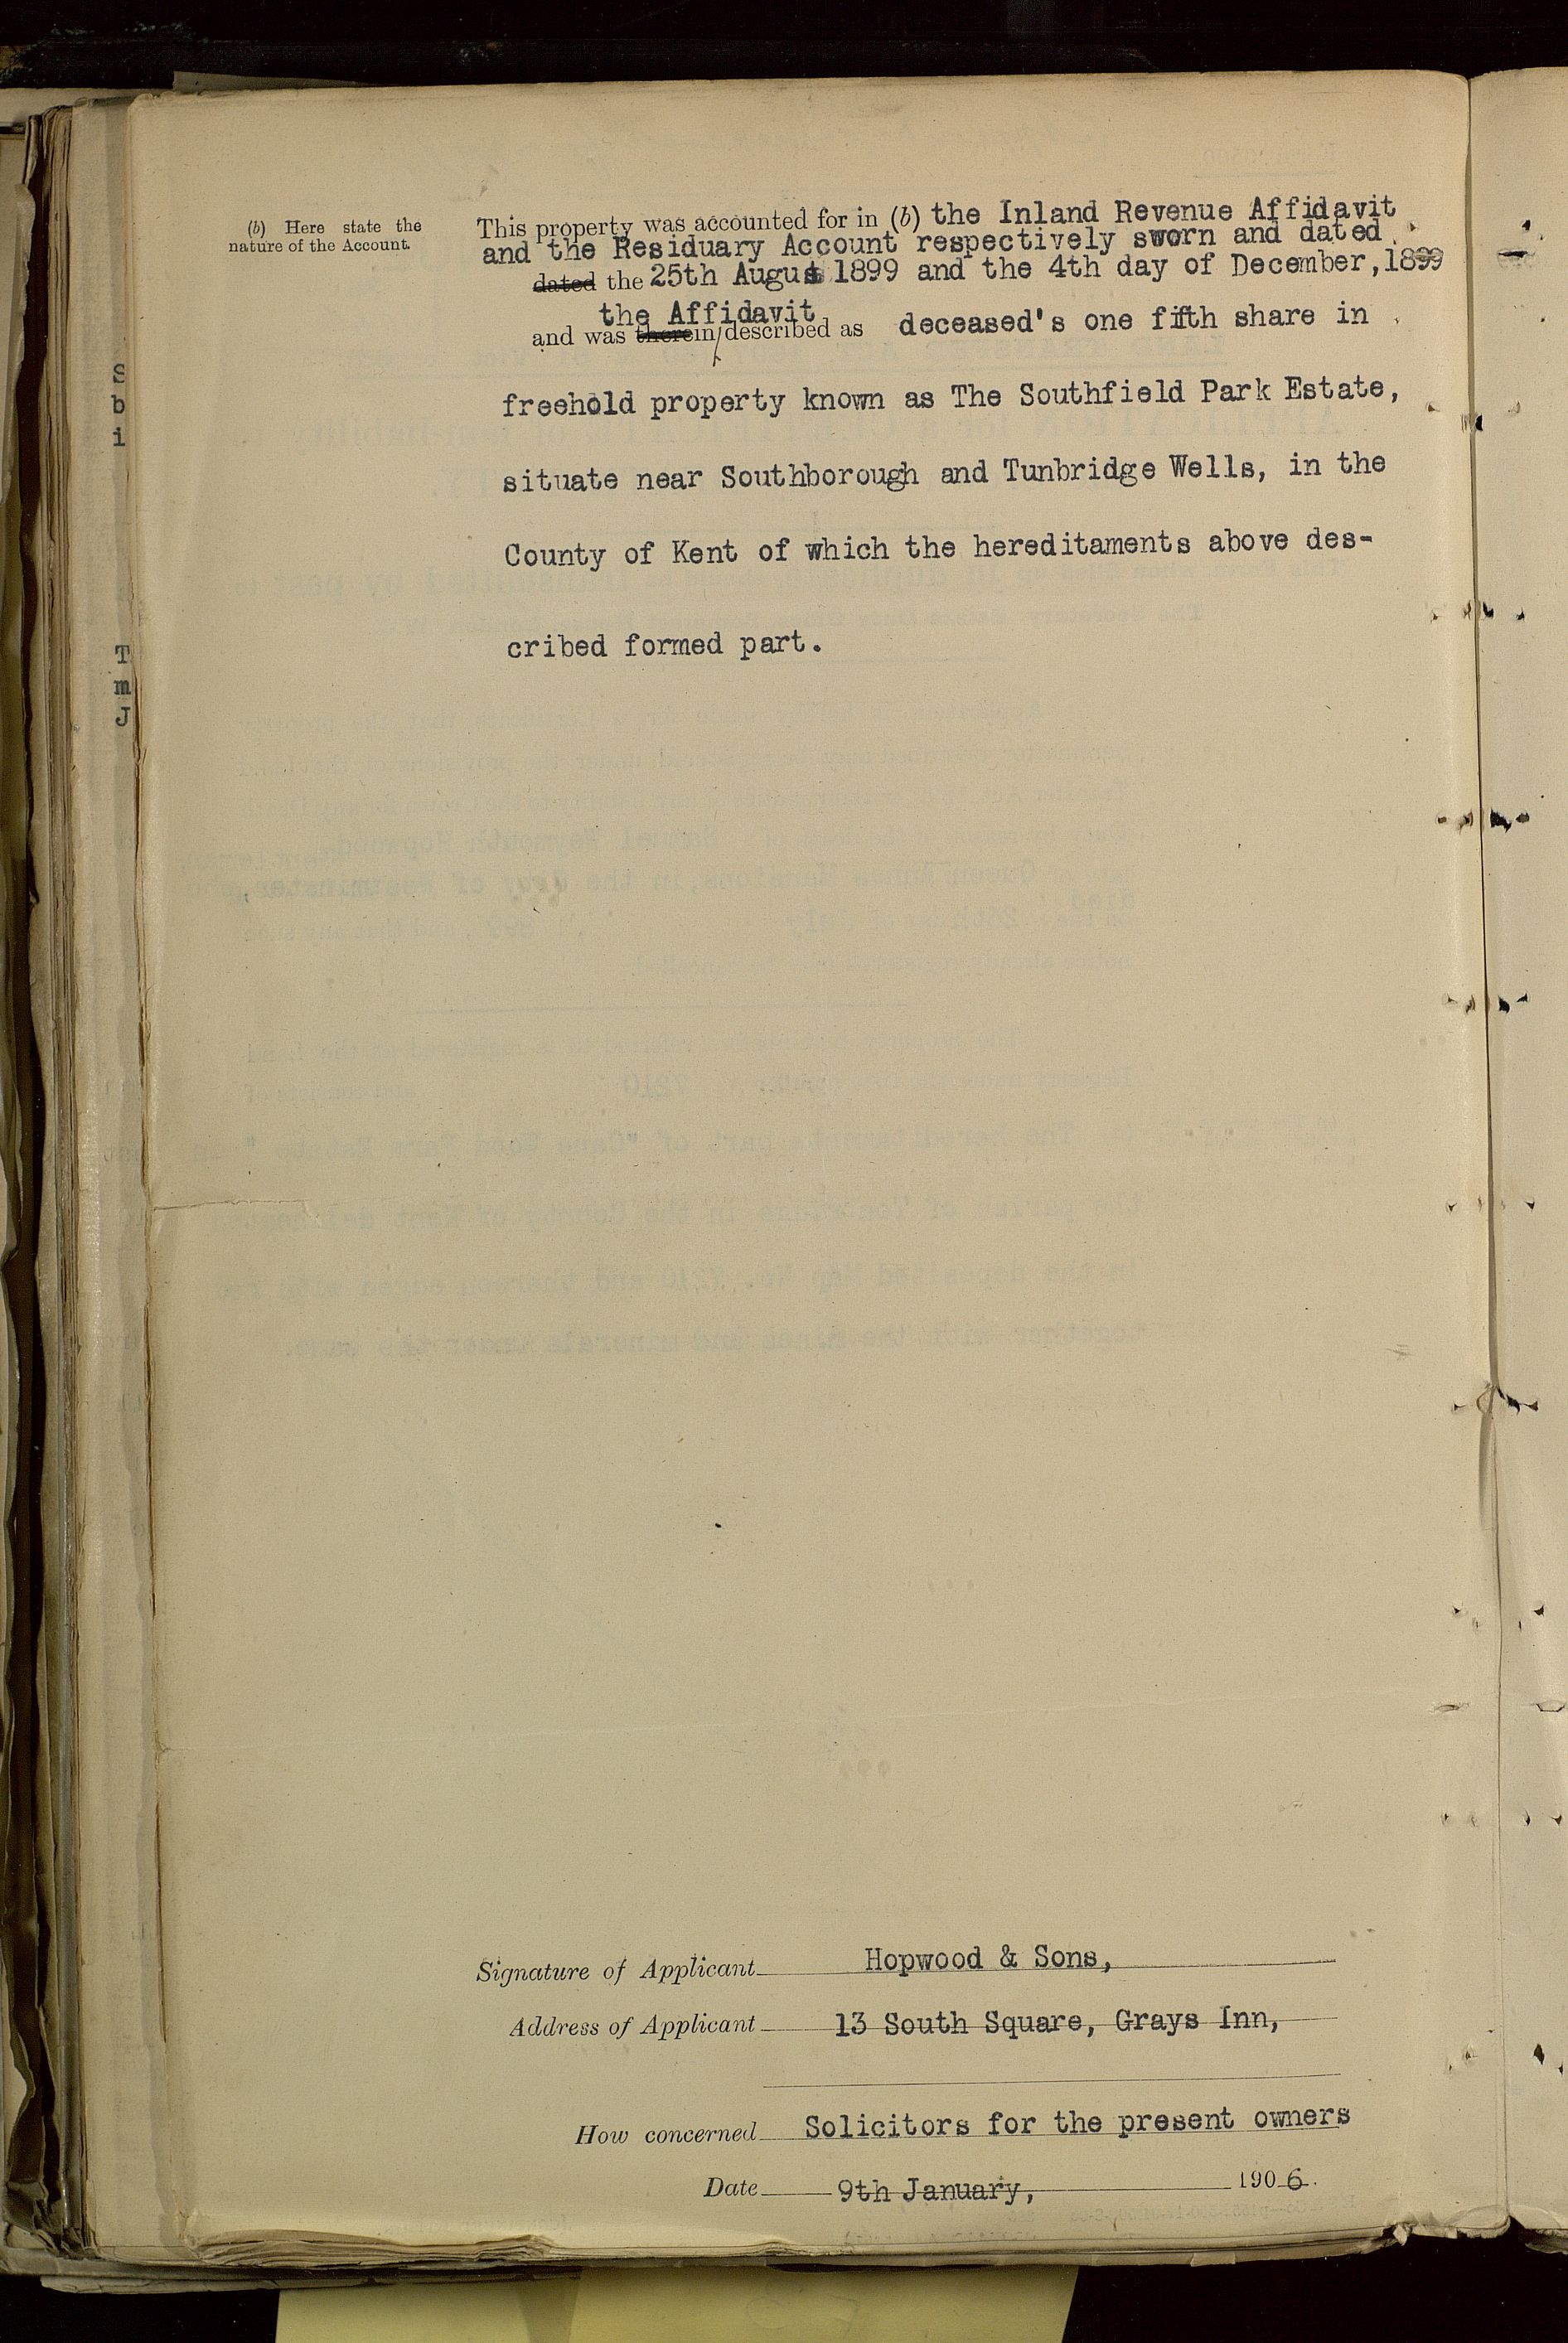 (b) Here state the
nature of the Account.
This property was accounted for in (b) the Inland Revenue Affidavit
and the Residuary Account respectively sworn and dated
dated the 25th August 1899 and the 4th day of December, 1899
the Affidavit
and was therein/described as deceased's one fifth share in
freehold property known as The Southfield Park Estate,
situate near Southborough and Tunbridge Wells, in the
County of Kent of which the hereditaments above des-
cribed formed part.
S
b
i
T
m
J
Signature of Applicant Hopwood & Sons,
Address of Applicant 13 South Square, Grays Inn,
How concerned Solicitors for the present owners
Date 9th January, 1906.